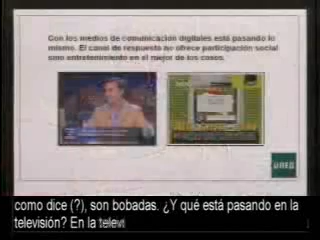 Con los medios de comunicación digitales está pasando lo
mismo. El canal de respuesta no ofrece participación social
sino entretenimiento en el mejor de los casos.
UNED
como dice (?), son bobadas. ¿Y qué está pasando en la
televisión? En la televi